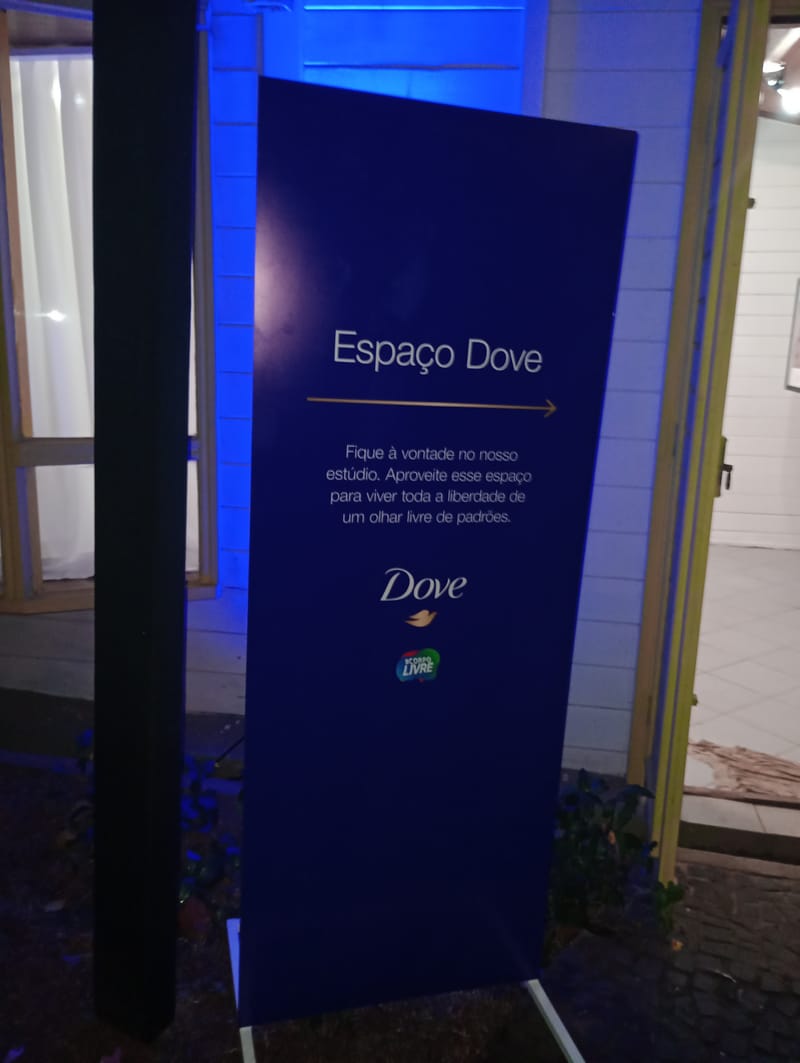 Espaço Dove
Fique à vontade no nosso
estúdio. Aproveite esse espaço
para viver toda a liberdade de
um olhar livre de padrões.
Dove
#CORPO
LIVRE